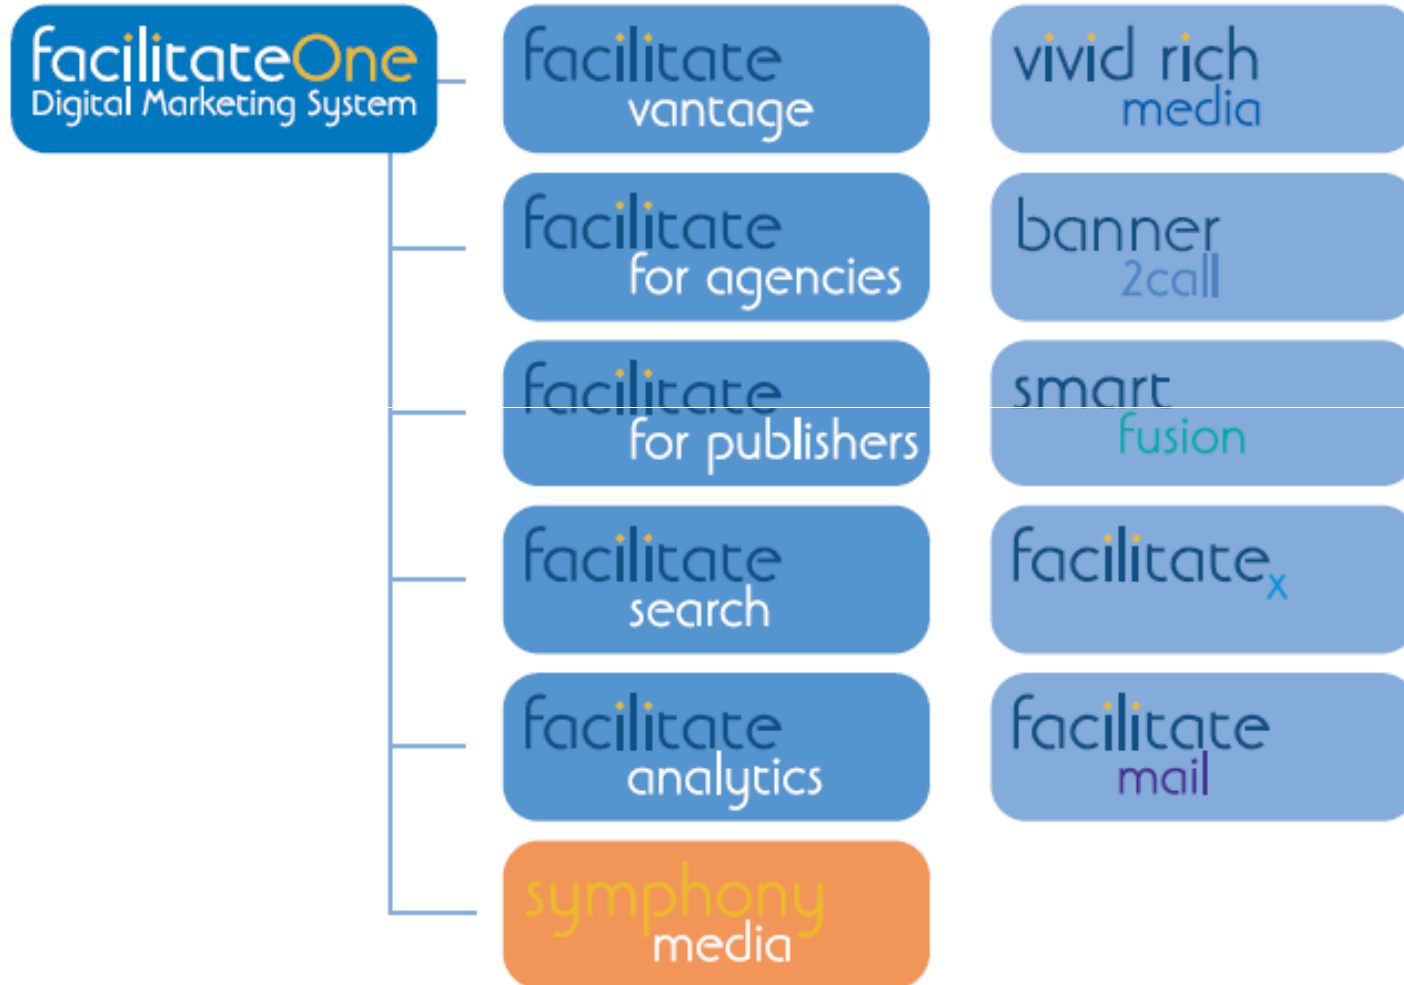 facilitateOne
Digital Marketing System
facilitate
vantage
facilitate
for agencies
facilitate
for publishers
facilitate
search
facilitate
analytics
symphony
media
vivid rich
media
banner
2call
smart
fusion
facilitatex
facilitate
mail